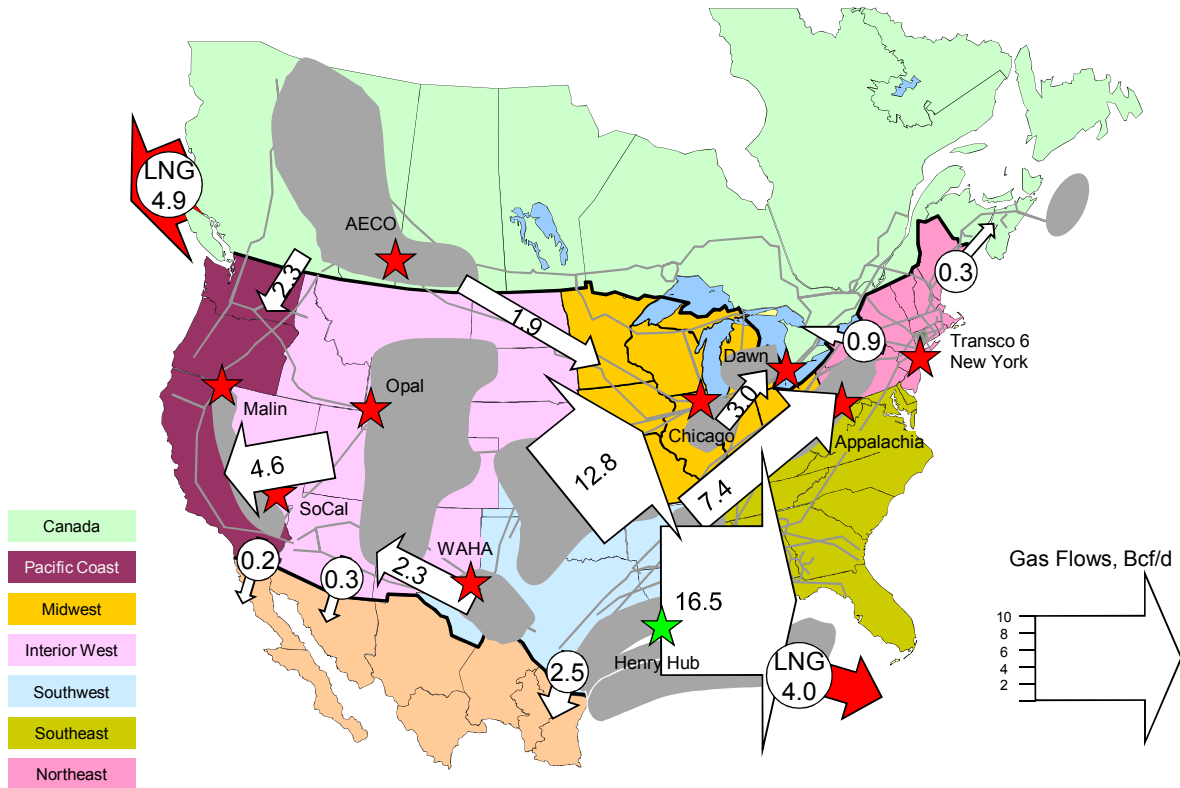 LNG
4.9
AECO
2.3
1.9
0.3
0.9
Transco 6
New York
Dawn
Opal
Malin
3.0
Chicago
Appalachia
4.6
12.8
7.4
SoCal
WAHA
0.2
0.3
2.3
16.5
Henry Hub
2.5
LNG
4.0
Canada
Pacific Coast
Midwest
Interior West
Southwest
Southeast
Northeast
Gas Flows, Bcf/d
10
8
6
4
2